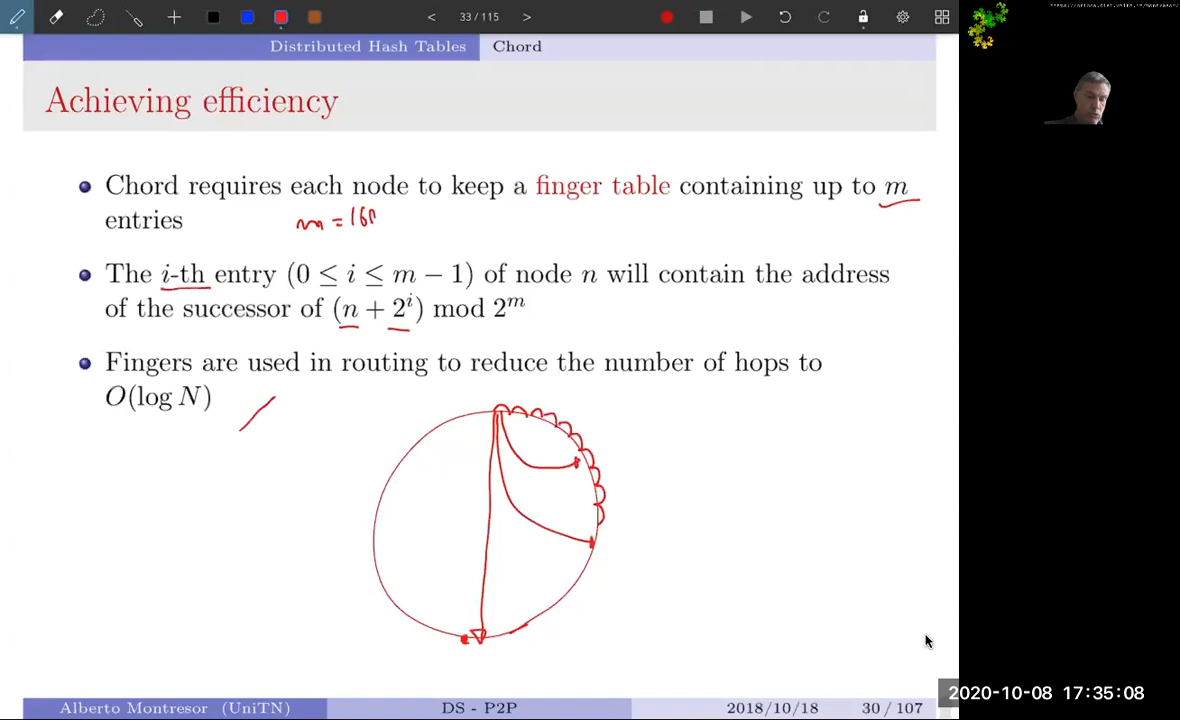 33 / 115
Distributed Hash Tables Chord
Achieving efficiency
Chord requires each node to keep a finger table containing up to m
entries
m = 160
The i-th entry (0 ≤ i ≤ m − 1) of node n will contain the address
of the successor of (n + 2^i) mod 2^m
Fingers are used in routing to reduce the number of hops to
O(log N)
2020-10-08 17:35:08
Alberto Montresor (UniTN) DS - P2P 2018/10/18 30 / 107